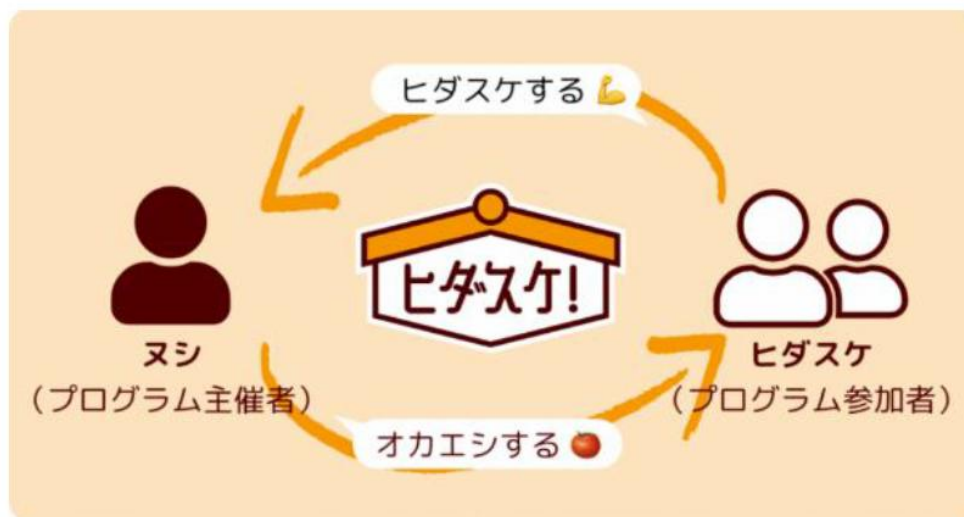 ヒダスケする💪
ヒダスケ!
ヌシ
(プログラム主催者)
ヒダスケ
(プログラム参加者)
オカエシする🍅